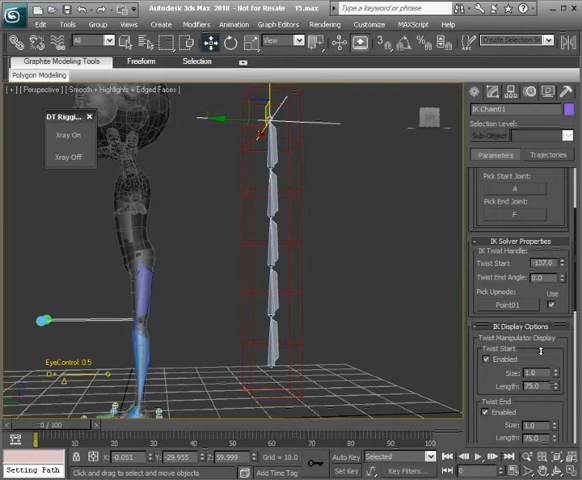 Autodesk 3ds Max 2010 - Not for Resale 15.max
Type a keyword or phrase
Edit Tools Group Views Create Modifiers Animation Graph Editors Rendering Customize MAXScript Help
All View Create Selection Se
Graphite Modeling Tools Freeform Selection
Polygon Modeling
[ + ] [ Perspective ] [ Smooth + Highlights + Edged Faces ]
DT Riggi...
Xray On
Xray Off
EyeControl: 0.5
IK Chain01
Selection Level:
Sub-Object
Parameters Trajectories
Pick Start Joint:
A
Pick End Joint:
F
IK Solver Properties
IK Twist Handle:
Twist Start -137.0
Twist End Angle: 0.0
Pick Upnode: Use
Point01
IK Display Options
Twist Manipulator Display
Twist Start
Enabled
Size: 1.0
Length: 75.0
Twist End
Enabled
Size: 1.0
Length: 75.0
0 10 20 30 40 50 60 70 80 90 100
X: -0.051 Y: -29.955 Z: 59.999 Grid = 10.0
Auto Key Selected
Setting Path
Click and drag to select and move objects
Add Time Tag
Set Key Key Filters...
0